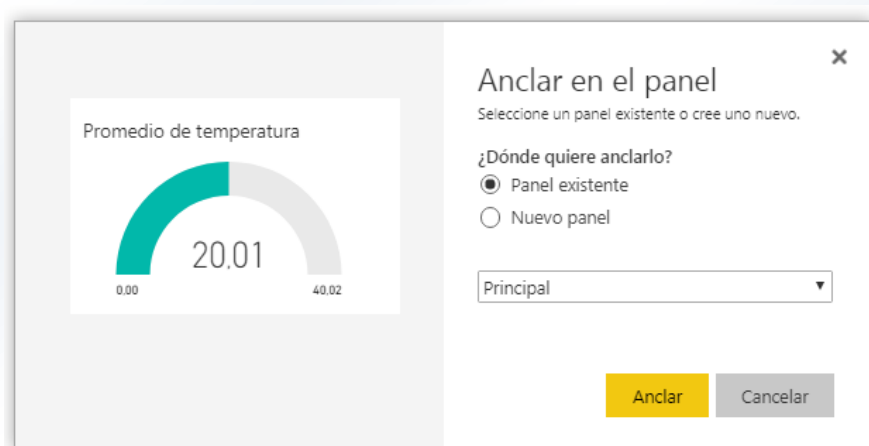 Promedio de temperatura
20,01
0,00
40,02
Anclar en el panel
Seleccione un panel existente o cree uno nuevo.
¿Dónde quiere anclarlo?
Panel existente
Nuevo panel
Principal
Anclar
Cancelar